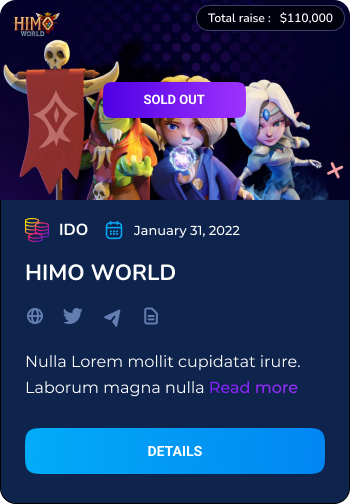 HIMO
WORLD
Total raise : $110,000
SOLD OUT
IDO
January 31, 2022
HIMO WORLD
Nulla Lorem mollit cupidatat irure.
Laborum magna nulla Read more
DETAILS